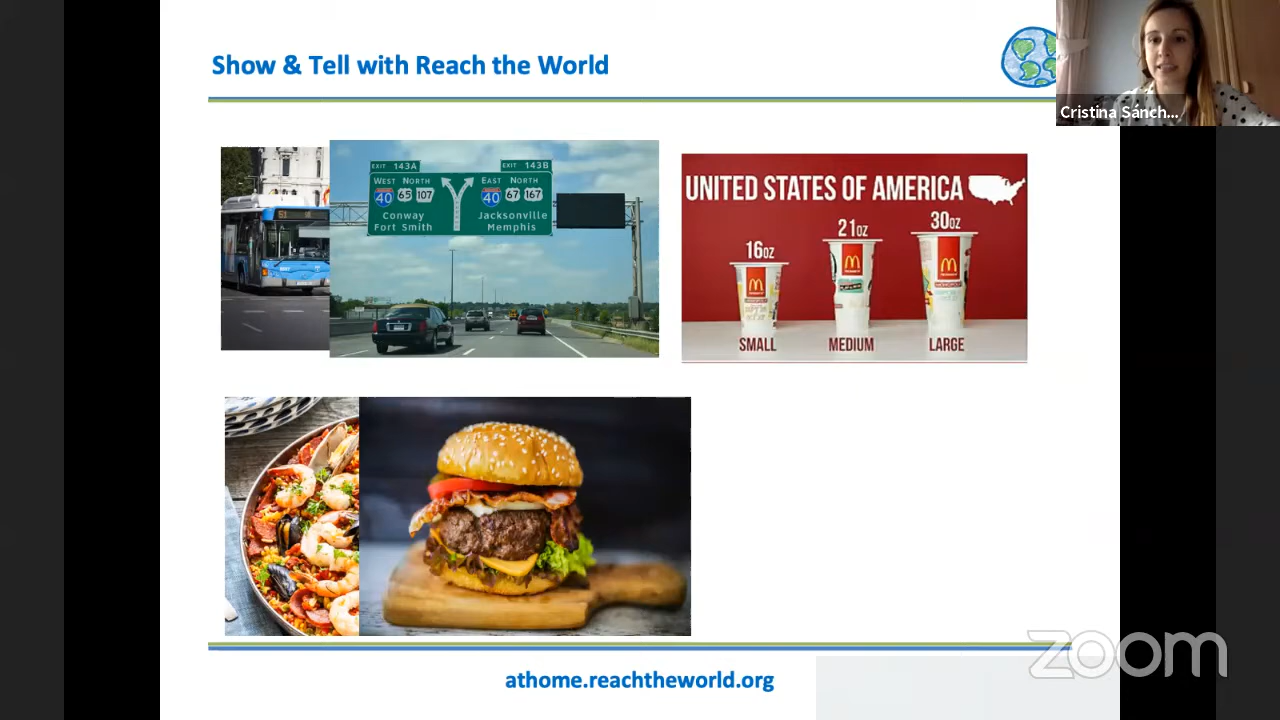 Show & Tell with Reach the World
Cristina Sánch...
EXIT 143A
EXIT 143B
WEST NORTH
EAST NORTH
40 65 107
40 67 167
Conway
Jacksonville
Fort Smith
Memphis
51
UNITED STATES OF AMERICA
16OZ
21OZ
30OZ
SMALL
MEDIUM
LARGE
zoom
athome.reachtheworld.org